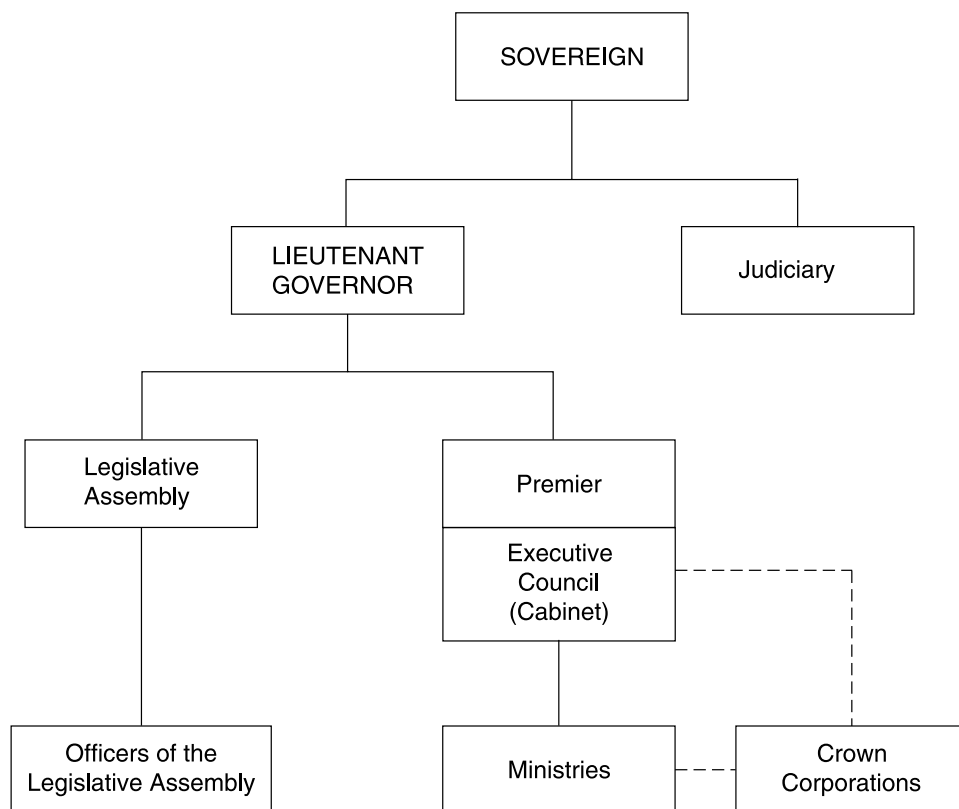 SOVEREIGN
LIEUTENANT
GOVERNOR
Judiciary
Legislative
Assembly
Premier
Executive
Council
(Cabinet)
Officers of the
Legislative Assembly
Ministries
Crown
Corporations